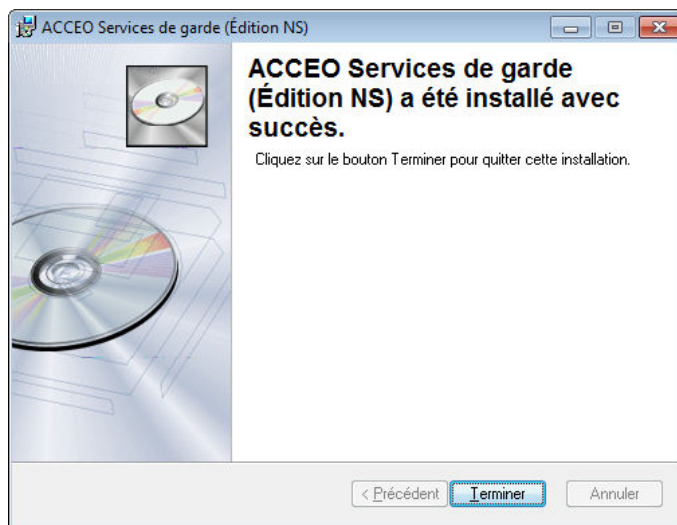 ACCEO Services de garde (Édition NS)
ACCEO Services de garde
(Édition NS) a été installé avec
succès.
Cliquez sur le bouton Terminer pour quitter cette installation.
< Précédent
Terminer
Annuler